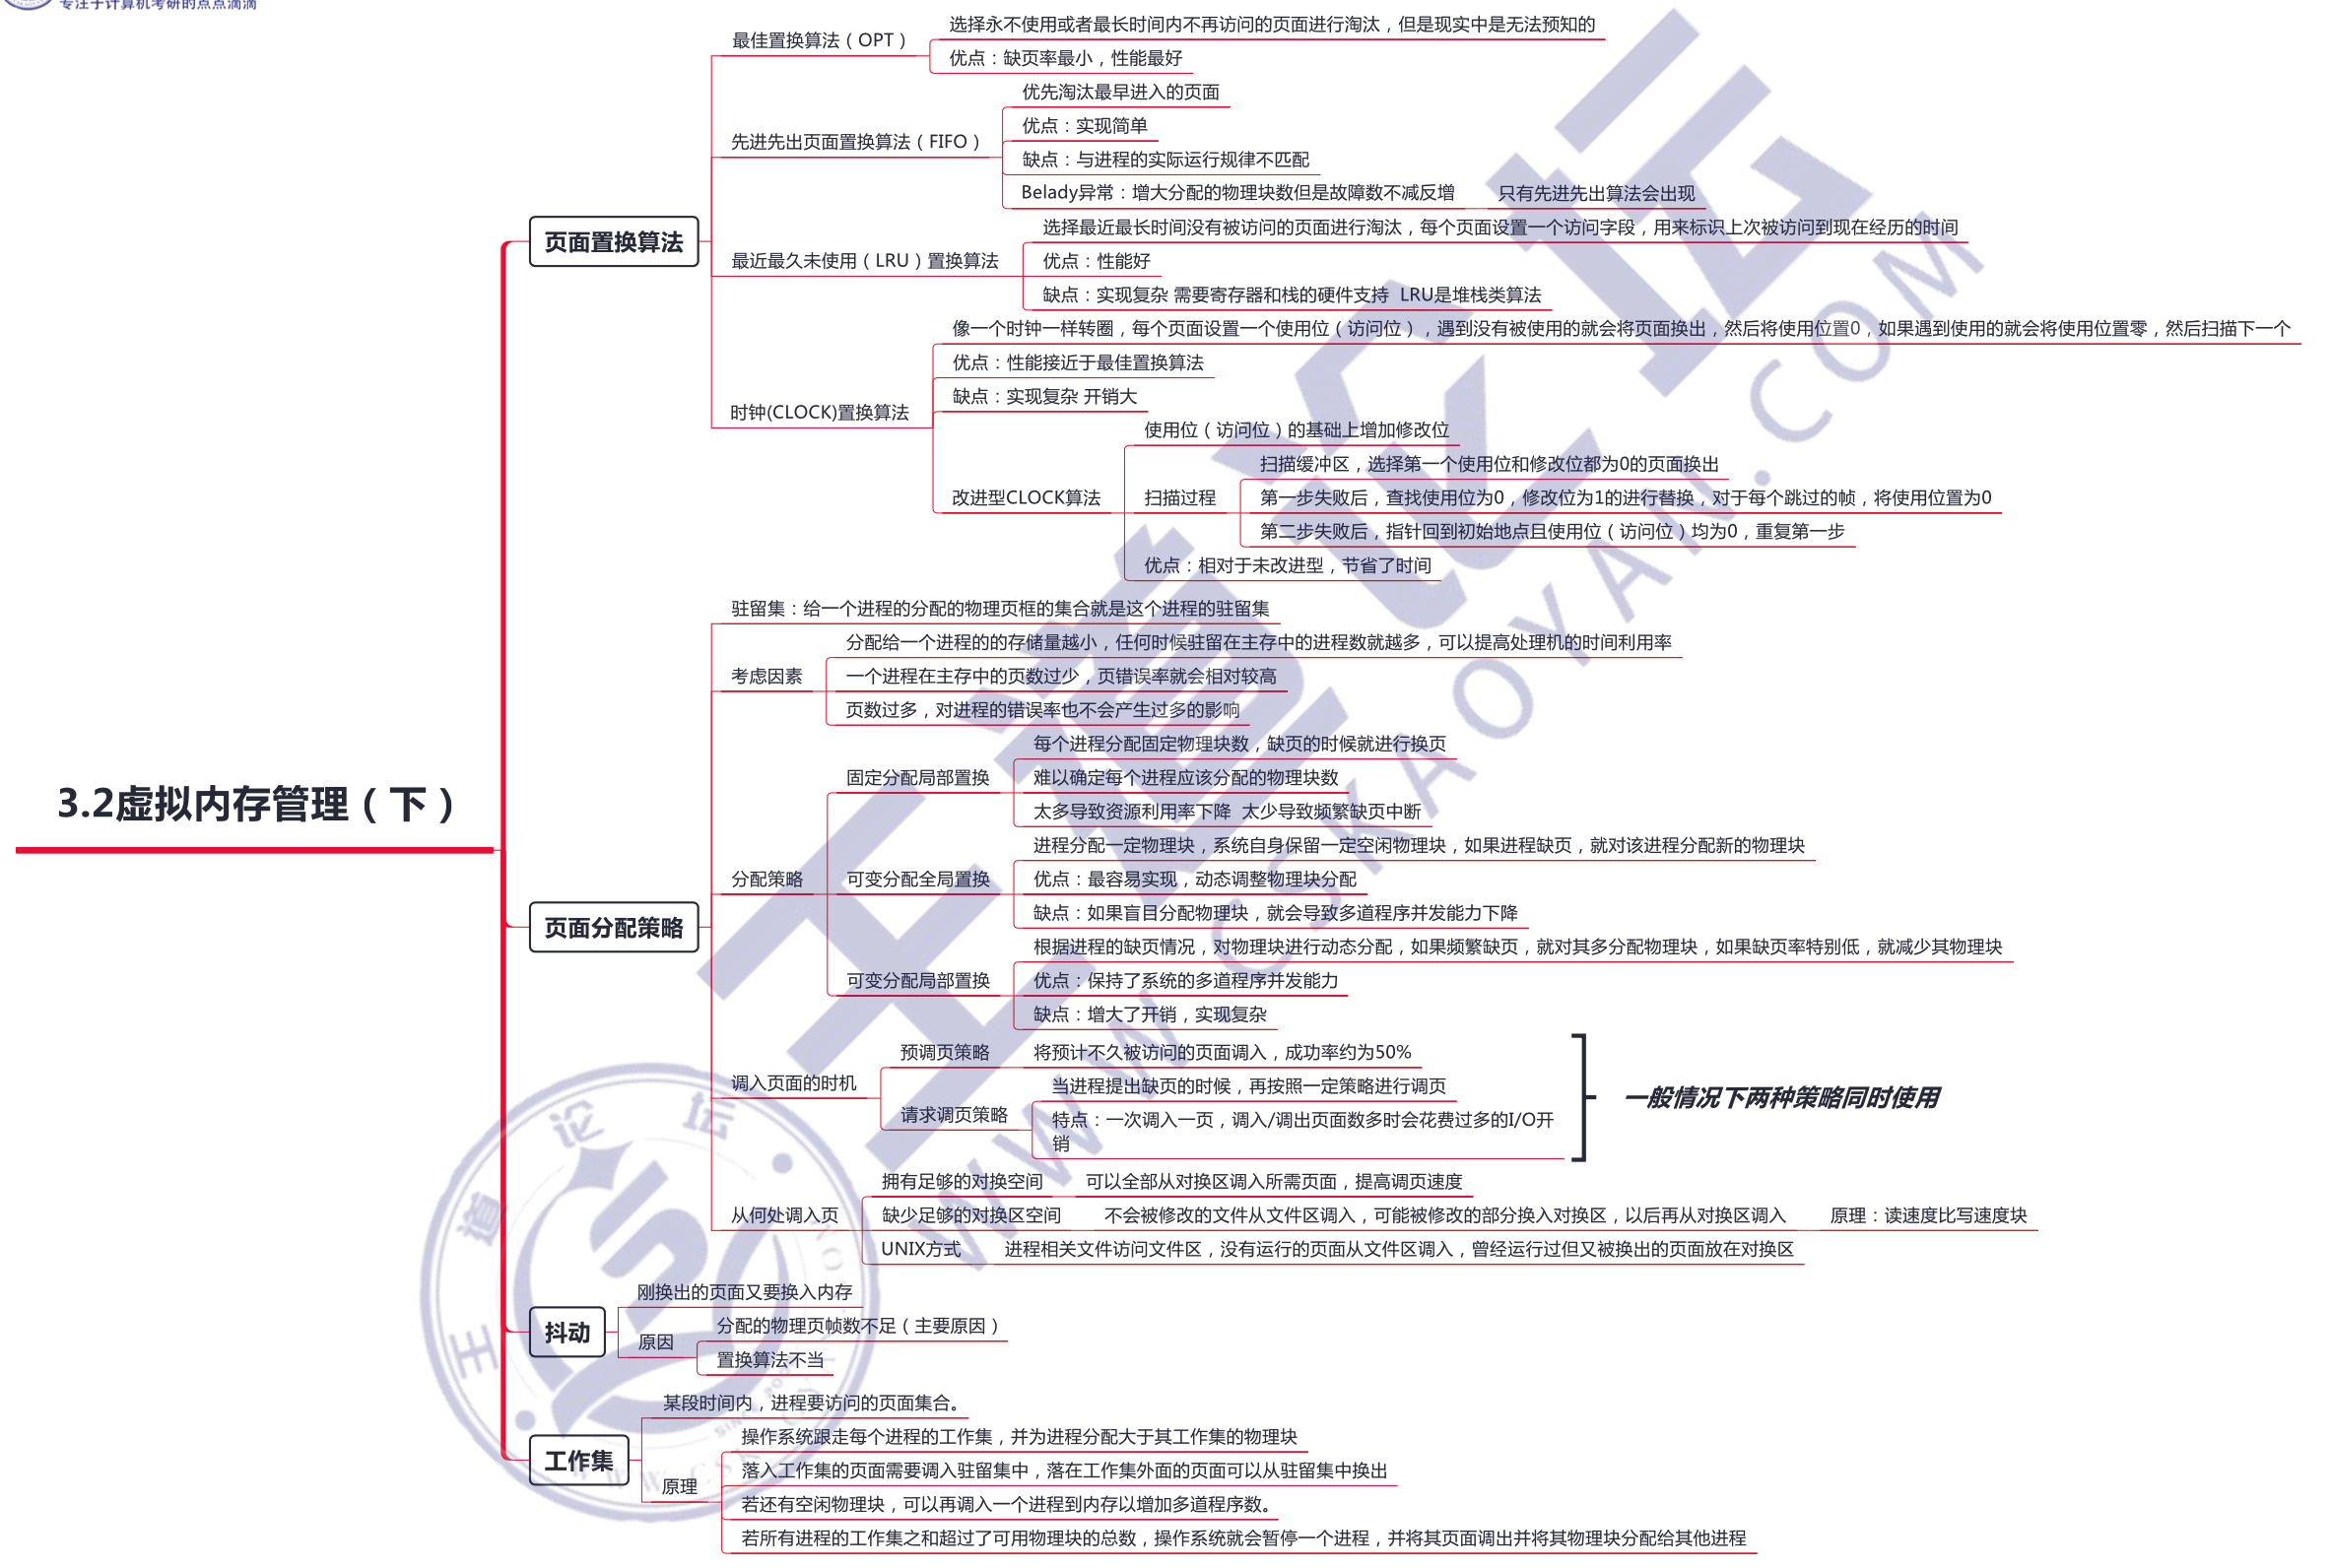 专注于计算机考研的点点滴滴
3.2虚拟内存管理（下）
页面置换算法
最佳置换算法（OPT）
选择永不使用或者最长时间内不再访问的页面进行淘汰，但是现实中是无法预知的
优点：缺页率最小，性能最好
先进先出页面置换算法（FIFO）
优先淘汰最早进入的页面
优点：实现简单
缺点：与进程的实际运行规律不匹配
Belady异常：增大分配的物理块数但是故障数不减反增
只有先进先出算法会出现
最近最久未使用（LRU）置换算法
选择最近最长时间没有被访问的页面进行淘汰，每个页面设置一个访问字段，用来标识上次被访问到现在经历的时间
优点：性能好
缺点：实现复杂 需要寄存器和栈的硬件支持 LRU是堆栈类算法
时钟(CLOCK)置换算法
像一个时钟一样转圈，每个页面设置一个使用位（访问位），遇到没有被使用的就会将页面换出，然后将使用位置0，如果遇到使用的就会将使用位置零，然后扫描下一个
优点：性能接近于最佳置换算法
缺点：实现复杂 开销大
改进型CLOCK算法
使用位（访问位）的基础上增加修改位
扫描过程
扫描缓冲区，选择第一个使用位和修改位都为0的页面换出
第一步失败后，查找使用位为0，修改位为1的进行替换，对于每个跳过的帧，将使用位置为0
第二步失败后，指针回到初始地点且使用位（访问位）均为0，重复第一步
优点：相对于未改进型，节省了时间
页面分配策略
驻留集：给一个进程的分配的物理页框的集合就是这个进程的驻留集
考虑因素
分配给一个进程的的存储量越小，任何时候驻留在主存中的进程数就越多，可以提高处理机的时间利用率
一个进程在主存中的页数过少，页错误率就会相对较高
页数过多，对进程的错误率也不会产生过多的影响
分配策略
固定分配局部置换
每个进程分配固定物理块数，缺页的时候就进行换页
难以确定每个进程应该分配的物理块数
太多导致资源利用率下降 太少导致频繁缺页中断
可变分配全局置换
进程分配一定物理块，系统自身保留一定空闲物理块，如果进程缺页，就对该进程分配新的物理块
优点：最容易实现，动态调整物理块分配
缺点：如果盲目分配物理块，就会导致多道程序并发能力下降
可变分配局部置换
根据进程的缺页情况，对物理块进行动态分配，如果频繁缺页，就对其多分配物理块，如果缺页率特别低，就减少其物理块
优点：保持了系统的多道程序并发能力
缺点：增大了开销，实现复杂
调入页面的时机
预调页策略
将预计不久被访问的页面调入，成功率约为50%
请求调页策略
当进程提出缺页的时候，再按照一定策略进行调页
特点：一次调入一页，调入/调出页面数多时会花费过多的I/O开
销
一般情况下两种策略同时使用
从何处调入页
拥有足够的对换空间
可以全部从对换区调入所需页面，提高调页速度
缺少足够的对换区空间
不会被修改的文件从文件区调入，可能被修改的部分换入对换区，以后再从对换区调入
原理：读速度比写速度块
UNIX方式
进程相关文件访问文件区，没有运行的页面从文件区调入，曾经运行过但又被换出的页面放在对换区
抖动
刚换出的页面又要换入内存
原因
分配的物理页帧数不足（主要原因）
置换算法不当
工作集
某段时间内，进程要访问的页面集合。
原理
操作系统跟走每个进程的工作集，并为进程分配大于其工作集的物理块
落入工作集的页面需要调入驻留集中，落在工作集外面的页面可以从驻留集中换出
若还有空闲物理块，可以再调入一个进程到内存以增加多道程序数。
若所有进程的工作集之和超过了可用物理块的总数，操作系统就会暂停一个进程，并将其页面调出并将其物理块分配给其他进程
王道论坛
WWW.CSKAOYAN.COM
王道论坛